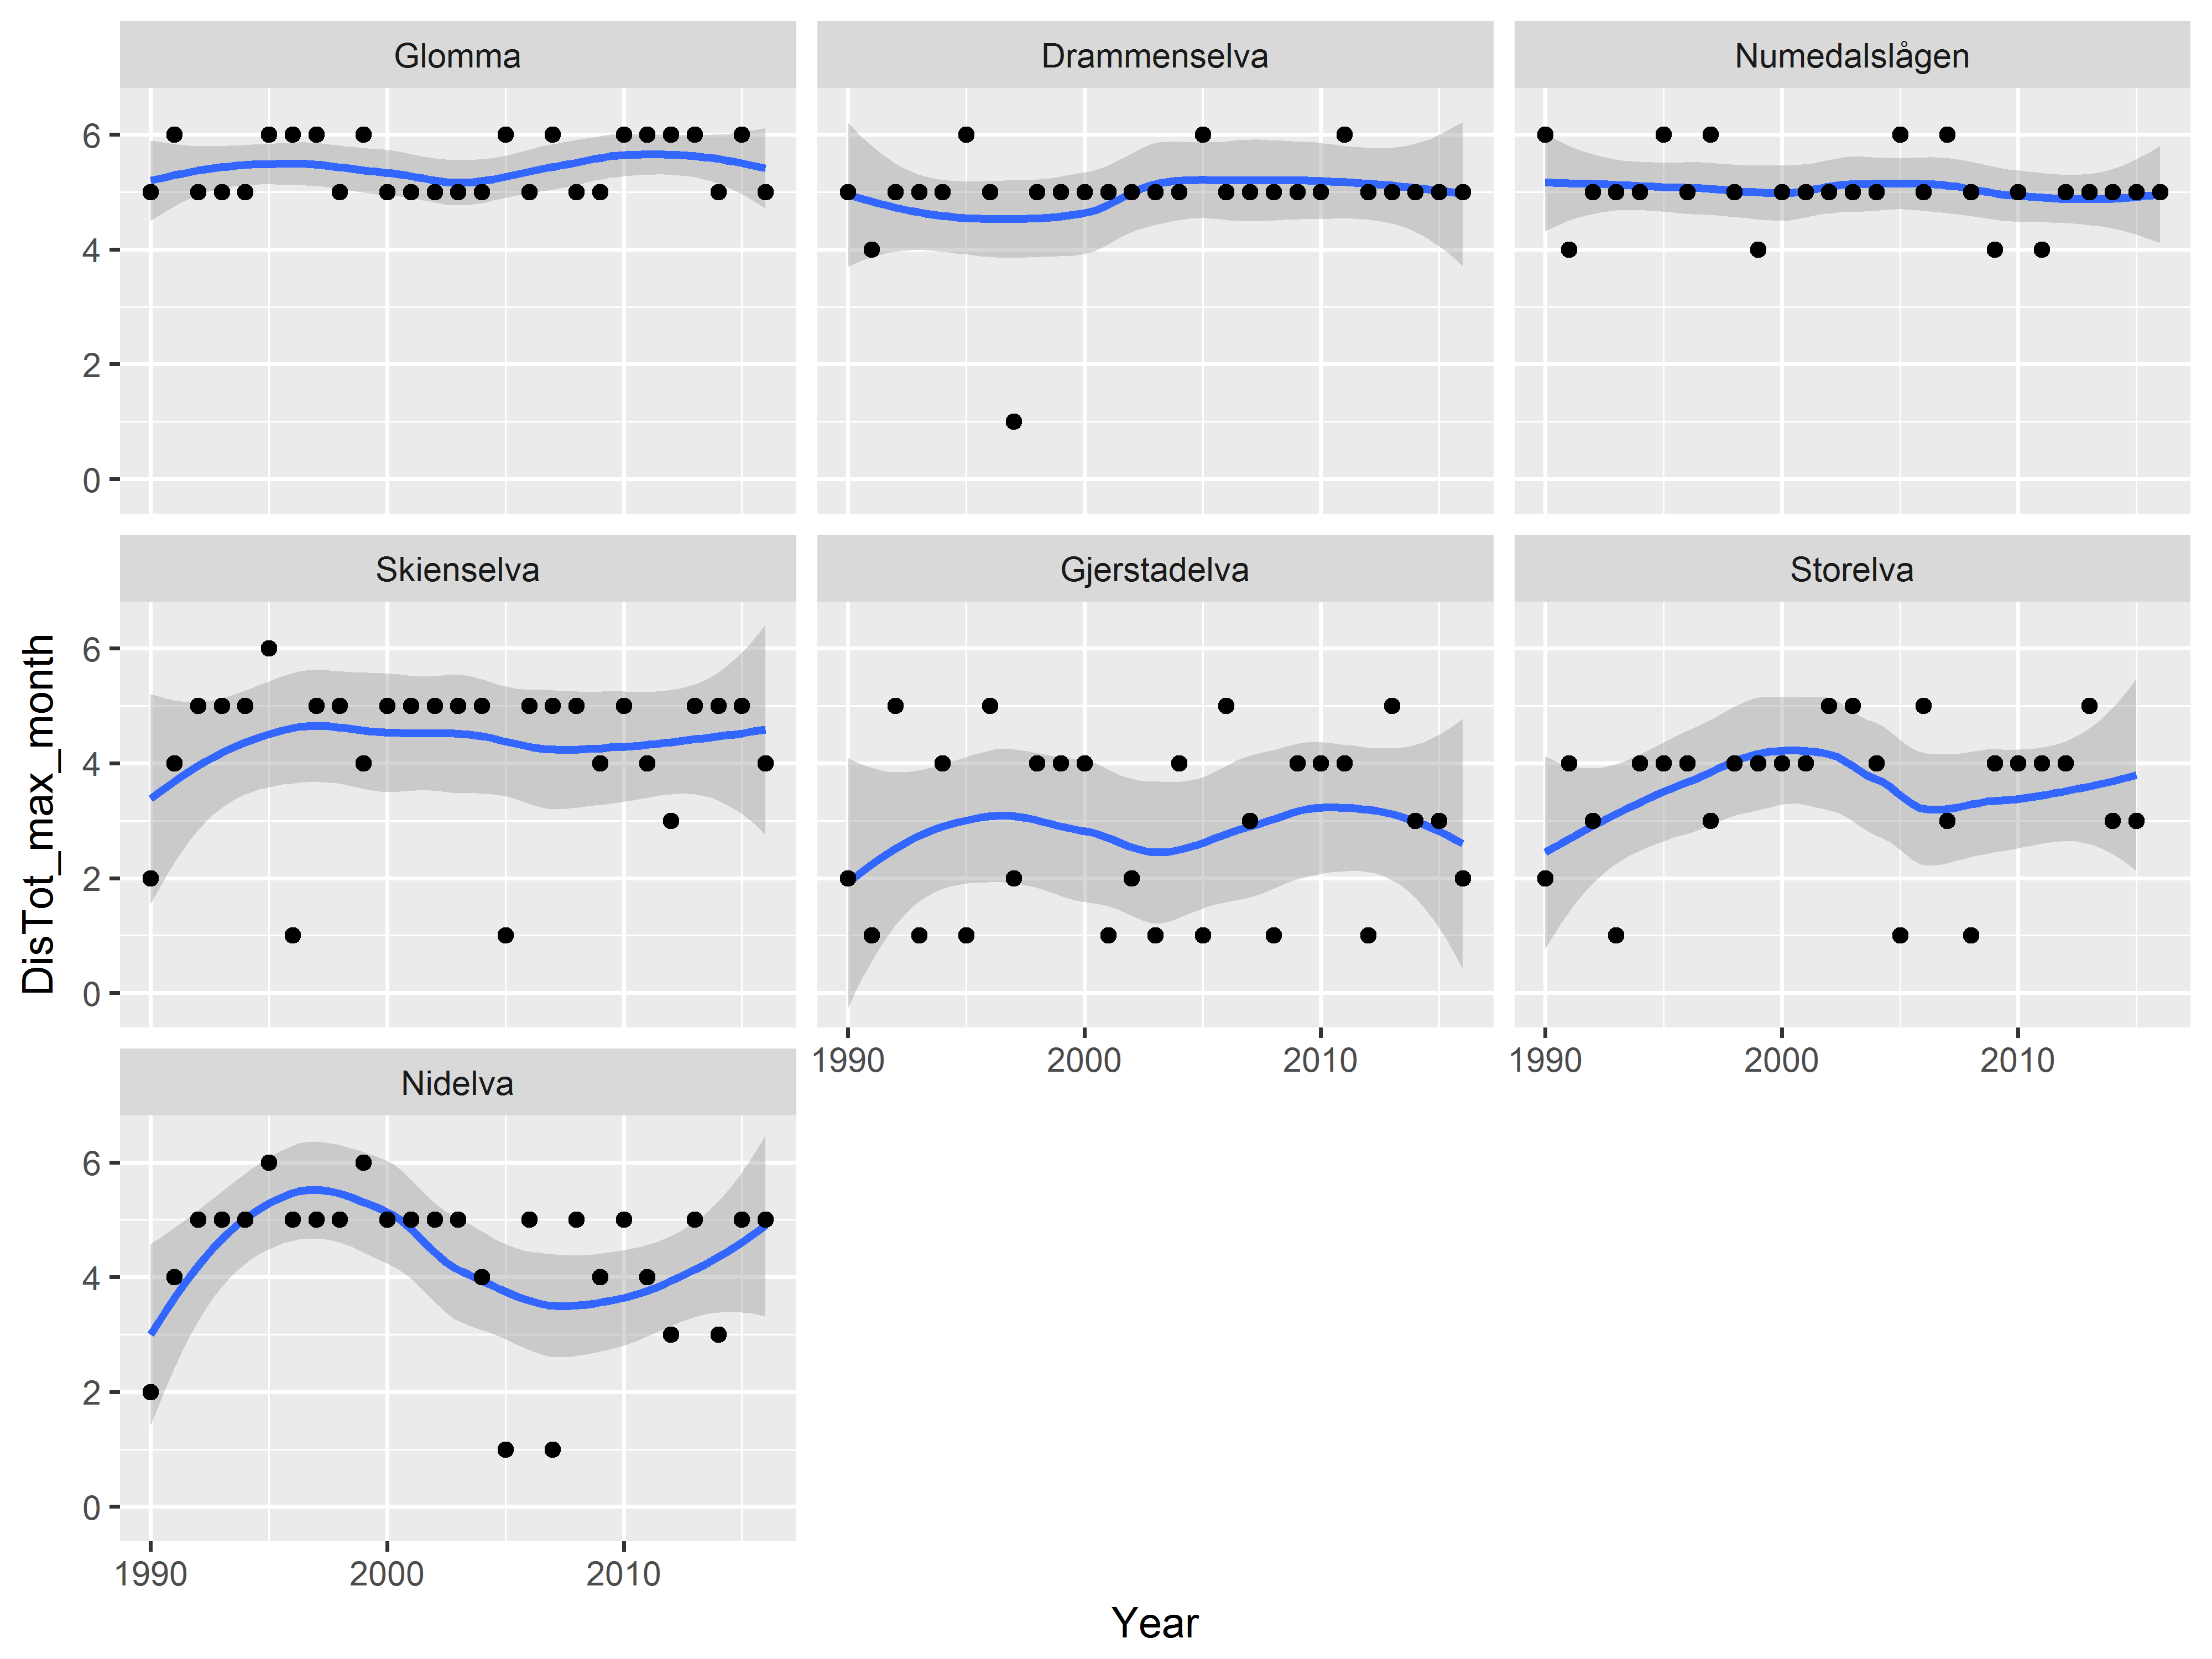 Glomma
Drammenselva
Numedalslågen
6
4
2
0
Skienselva
Gjerstadelva
Storelva
6
4
2
0
1990 2000 2010
1990 2000 2010
Nidelva
6
4
2
0
1990 2000 2010
DisTot_max_month
Year